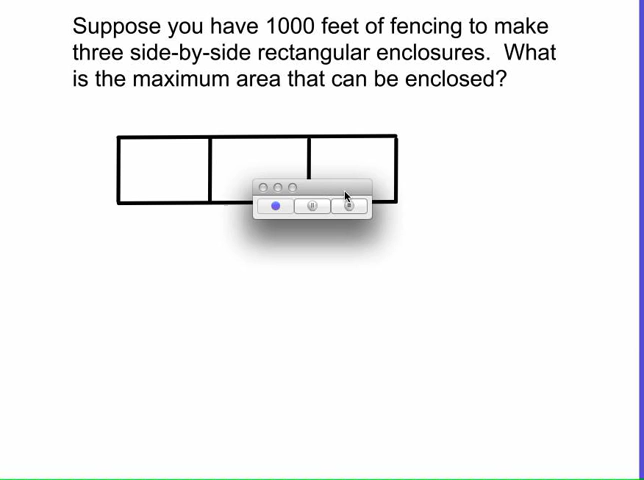 Suppose you have 1000 feet of fencing to make
three side-by-side rectangular enclosures.  What
is the maximum area that can be enclosed?